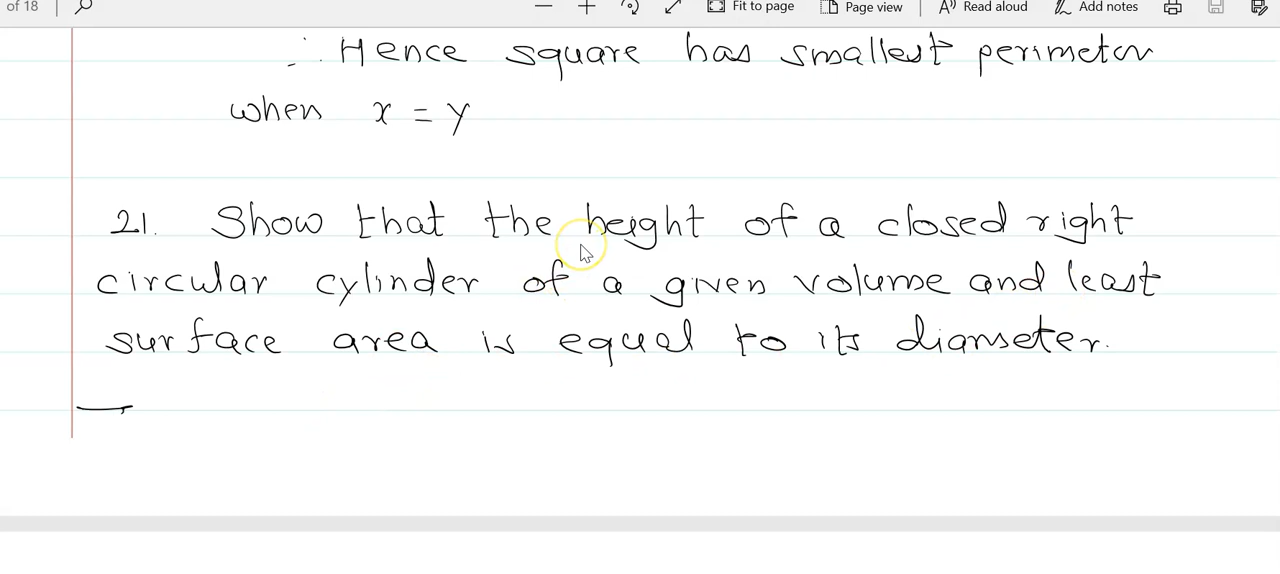 of 18
Fit to page
Page view
Read aloud
Add notes
∴ Hence square has smallest perimeter
when x = y
21. Show that the height of a closed right
circular cylinder of a given volume and least
surface area is equal to its diameter.